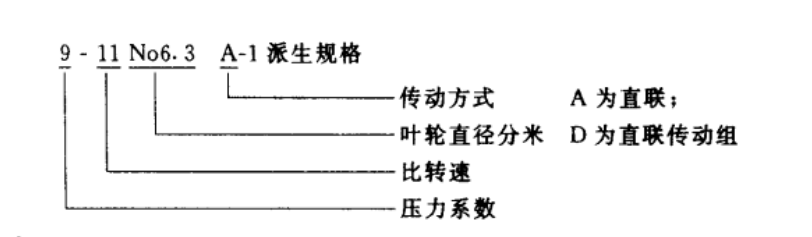 9 - 11 No6.3 A-1 派生规格
传动方式 A 为直联；
叶轮直径分米 D 为直联传动组
比转速
压力系数